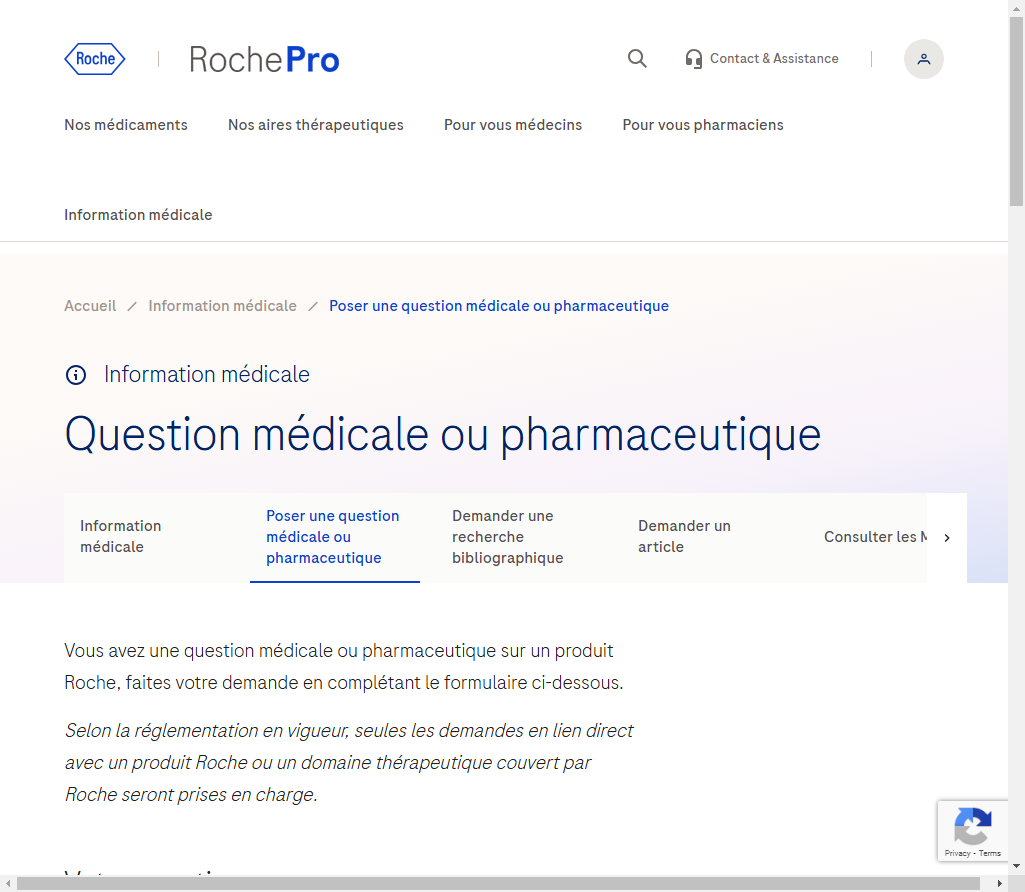 Roche
RochePro
Contact & Assistance
Nos médicaments
Nos aires thérapeutiques
Pour vous médecins
Pour vous pharmaciens
Information médicale
Accueil / Information médicale / Poser une question médicale ou pharmaceutique
Information médicale
Question médicale ou pharmaceutique
Information
médicale
Poser une question
médicale ou
pharmaceutique
Demander une
recherche
bibliographique
Demander un
article
Consulter les
Vous avez une question médicale ou pharmaceutique sur un produit
Roche, faites votre demande en complétant le formulaire ci-dessous.
Selon la réglementation en vigueur, seules les demandes en lien direct
avec un produit Roche ou un domaine thérapeutique couvert par
Roche seront prises en charge.
Privacy - Terms